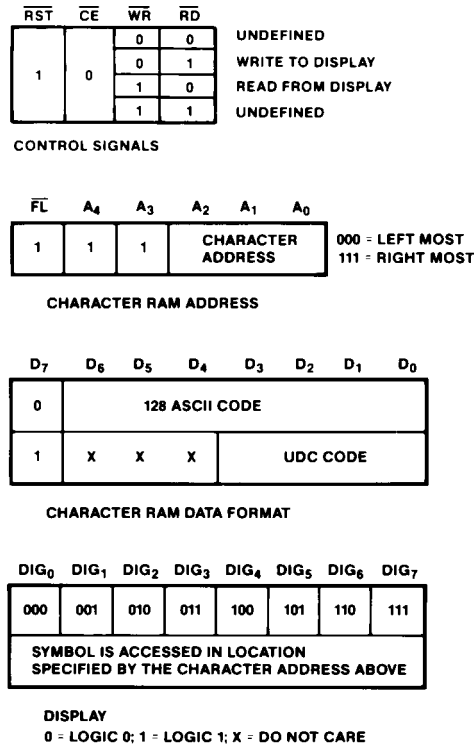 RST CE WR RD
1 0 0 0 UNDEFINED
0 1 WRITE TO DISPLAY
1 0 READ FROM DISPLAY
1 1 UNDEFINED
CONTROL SIGNALS
FL A4 A3 A2 A1 A0
1 1 1 CHARACTER ADDRESS 000 = LEFT MOST
111 = RIGHT MOST
CHARACTER RAM ADDRESS
D7 D6 D5 D4 D3 D2 D1 D0
0 128 ASCII CODE
1 X X X UDC CODE
CHARACTER RAM DATA FORMAT
DIG0 DIG1 DIG2 DIG3 DIG4 DIG5 DIG6 DIG7
000 001 010 011 100 101 110 111
SYMBOL IS ACCESSED IN LOCATION
SPECIFIED BY THE CHARACTER ADDRESS ABOVE
DISPLAY
0 = LOGIC 0; 1 = LOGIC 1; X = DO NOT CARE